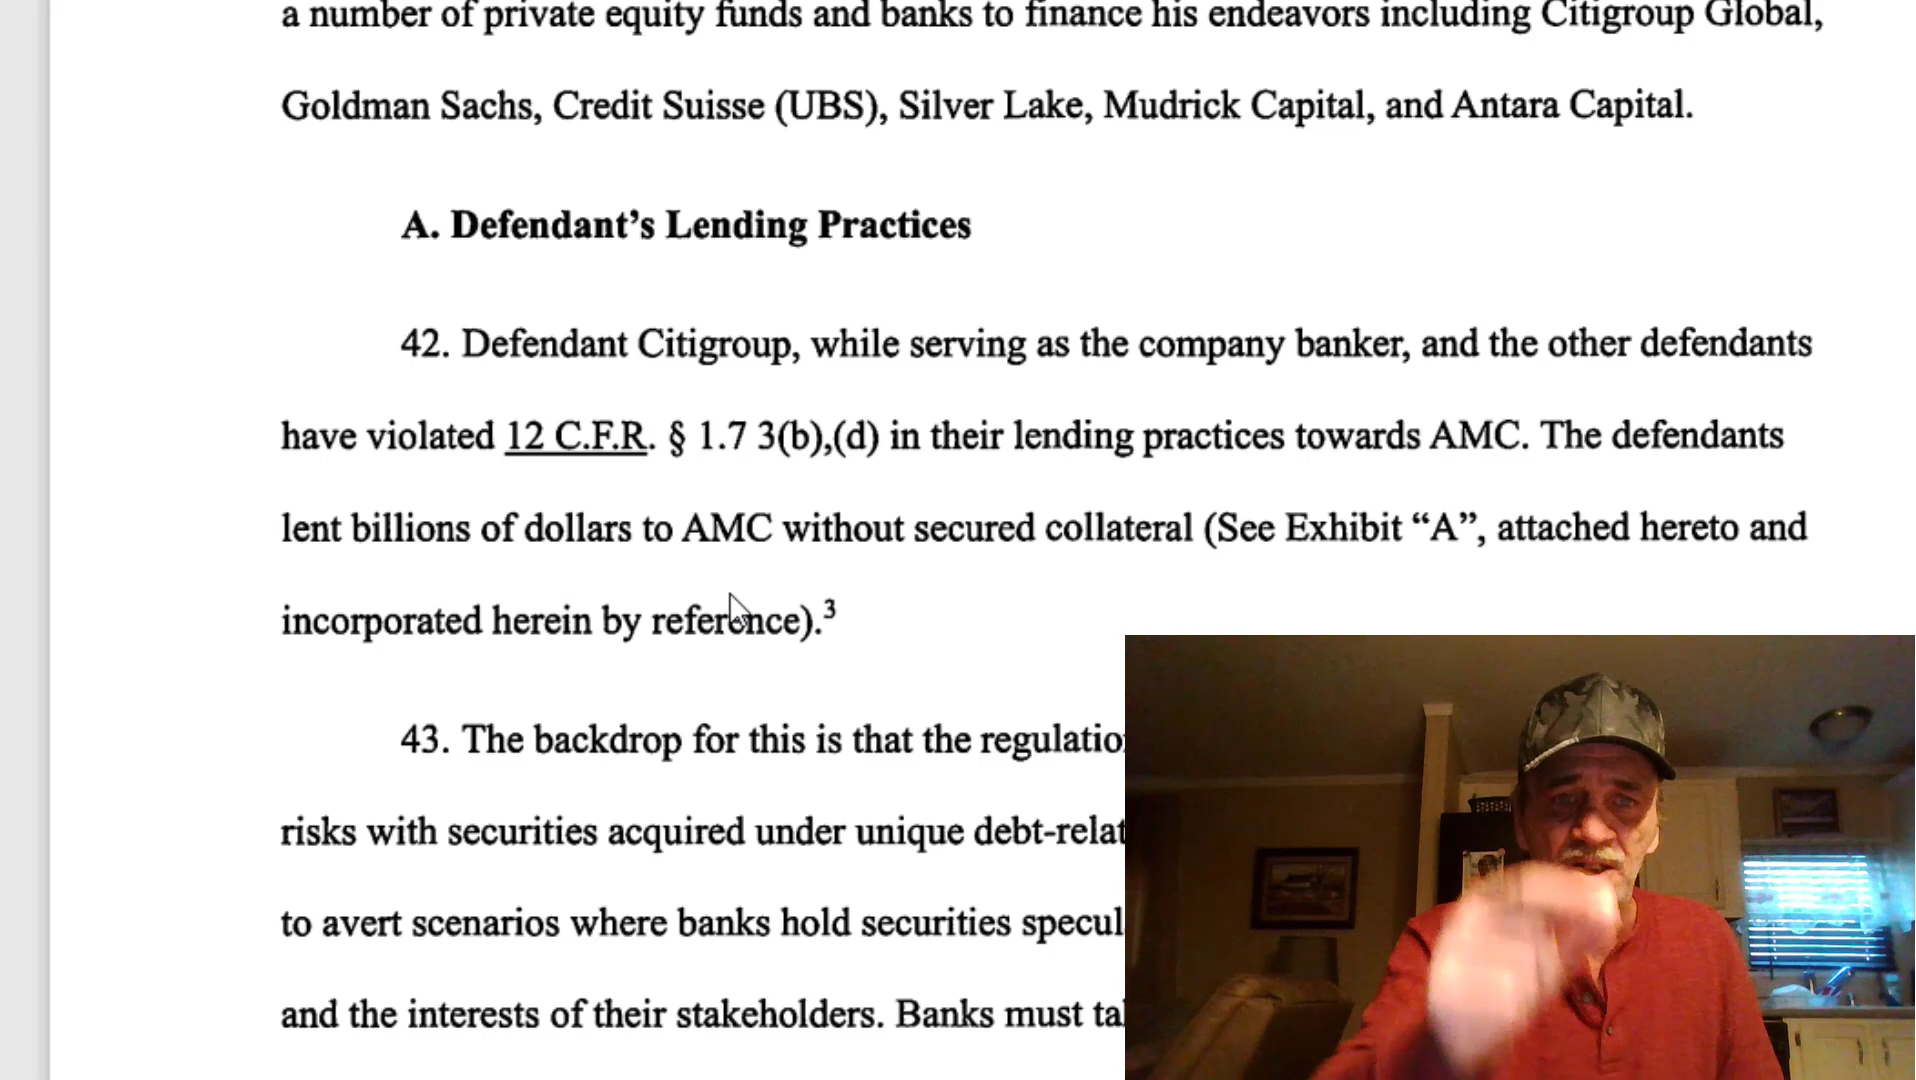 a number of private equity funds and banks to finance his endeavors including Citigroup Global,
Goldman Sachs, Credit Suisse (UBS), Silver Lake, Mudrick Capital, and Antara Capital.
A. Defendant’s Lending Practices
42. Defendant Citigroup, while serving as the company banker, and the other defendants
have violated 12 C.F.R. § 1.7 3(b),(d) in their lending practices towards AMC. The defendants
lent billions of dollars to AMC without secured collateral (See Exhibit “A”, attached hereto and
incorporated herein by reference).³
43. The backdrop for this is that the
risks with securities acquired under unique
to avert scenarios where banks hold securities
and the interests of their stakeholders. Banks must